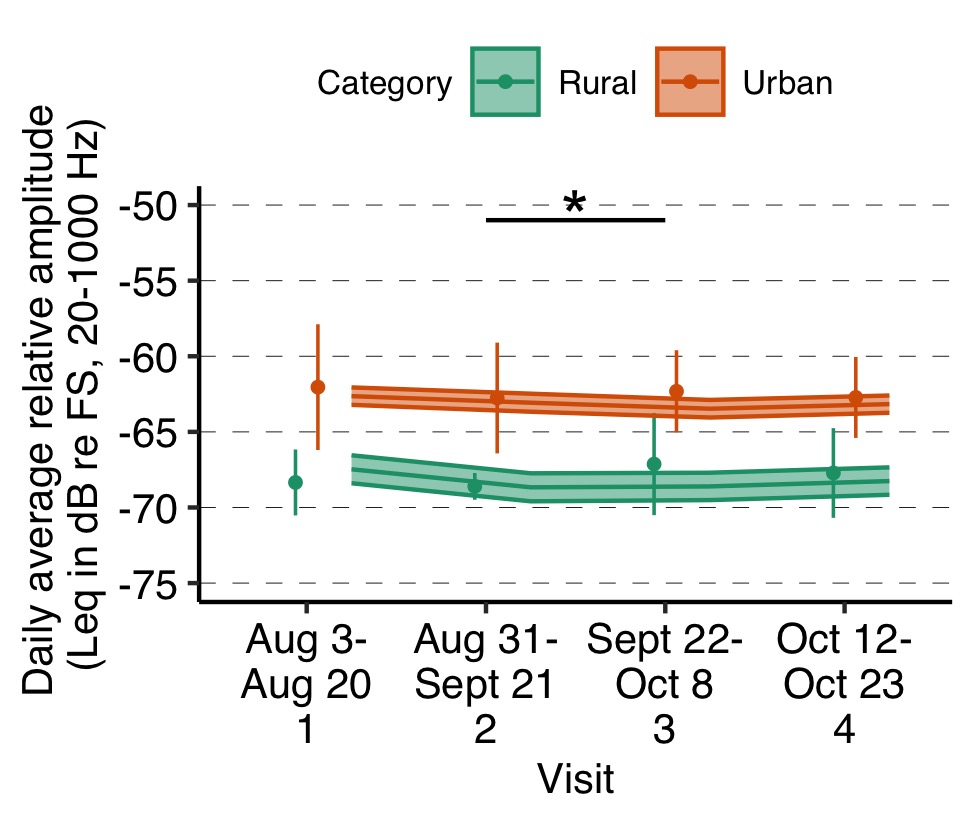 Category Rural Urban
Daily average relative amplitude
(Leq in dB re FS, 20-1000 Hz)
-50
*
-55
-60
-65
-70
-75
Aug 3- Aug 31- Sept 22- Oct 12-
Aug 20 Sept 21 Oct 8 Oct 23
1 2 3 4
Visit